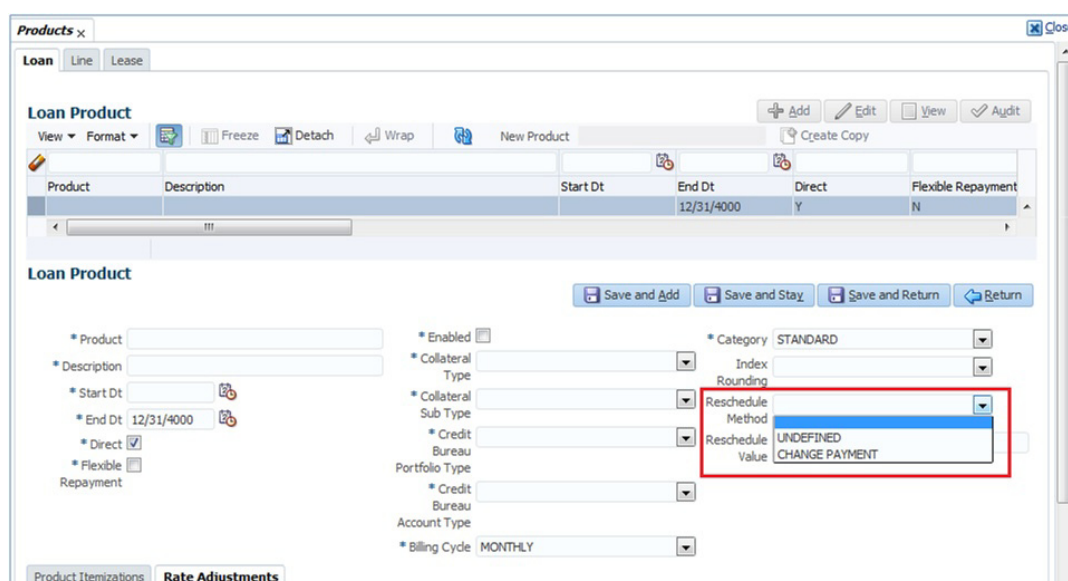 Products x
Close
Loan Line Lease
Loan Product
Add Edit View Audit
View Format Freeze Detach Wrap New Product Create Copy
Product Description Start Dt End Dt Direct Flexible Repayment
12/31/4000 Y N
Loan Product
Save and Add Save and Stay Save and Return Return
* Product
* Description
* Start Dt
* End Dt 12/31/4000
* Direct
* Flexible
Repayment
* Enabled
* Collateral
Type
* Collateral
Sub Type
* Credit
Bureau
Portfolio Type
* Credit
Bureau
Account Type
* Billing Cycle MONTHLY
* Category STANDARD
Index
Rounding
Reschedule
Method
Reschedule
Value
UNDEFINED
CHANGE PAYMENT
Product Itemizations Rate Adjustments